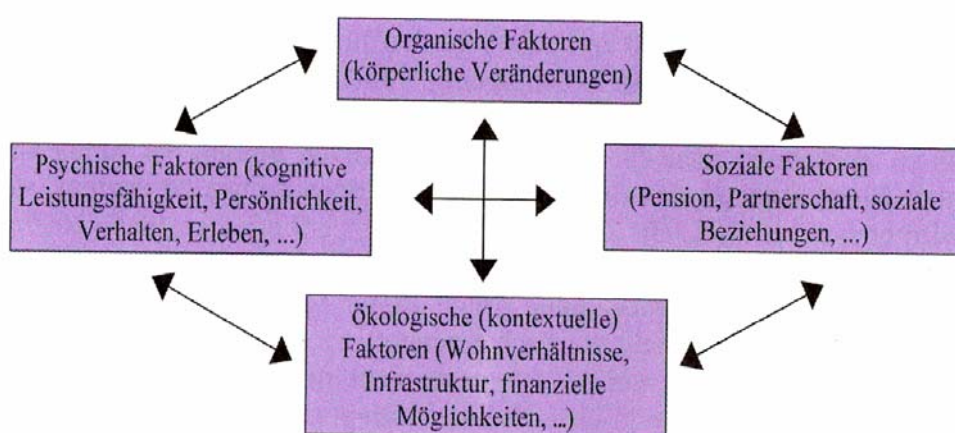 Organische Faktoren
(körperliche Veränderungen)
Psychische Faktoren (kognitive
Leistungsfähigkeit, Persönlichkeit,
Verhalten, Erleben, ...)
Soziale Faktoren
(Pension, Partnerschaft, soziale
Beziehungen, ...)
ökologische (kontextuelle)
Faktoren (Wohnverhältnisse,
Infrastruktur, finanzielle
Möglichkeiten, ...)